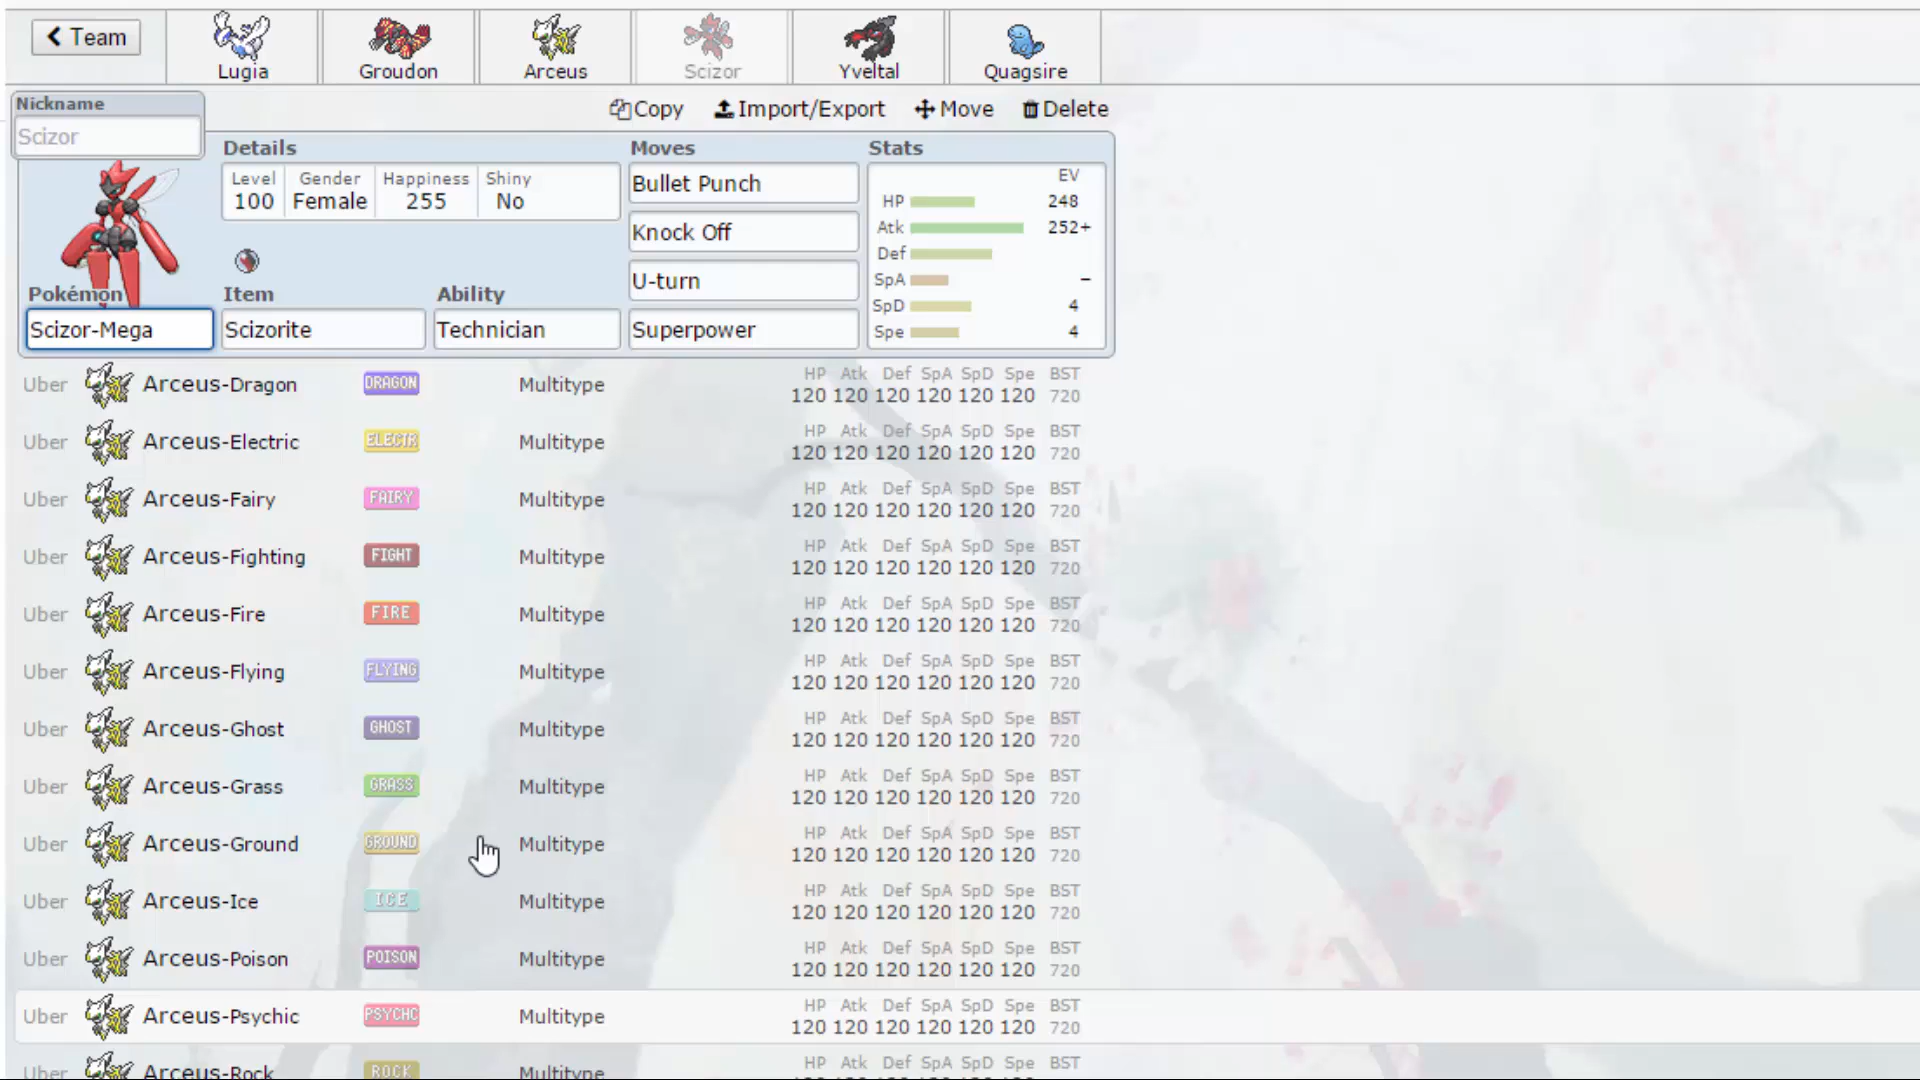 Team
Lugia
Groudon
Arceus
Scizor
Yveltal
Quagsire
Nickname
Scizor
Copy Import/Export Move Delete
Details
Level 100
Gender Female
Happiness 255
Shiny No
Pokémon
Scizor-Mega
Item
Scizorite
Ability
Technician
Moves
Bullet Punch
Knock Off
U-turn
Superpower
Stats
EV
HP 248
Atk 252+
Def
SpA –
SpD 4
Spe 4
HP Atk Def SpA SpD Spe BST
Uber Arceus-Dragon DRAGON Multitype 120 120 120 120 120 120 720
HP Atk Def SpA SpD Spe BST
Uber Arceus-Electric ELECTR Multitype 120 120 120 120 120 120 720
HP Atk Def SpA SpD Spe BST
Uber Arceus-Fairy FAIRY Multitype 120 120 120 120 120 120 720
HP Atk Def SpA SpD Spe BST
Uber Arceus-Fighting FIGHT Multitype 120 120 120 120 120 120 720
HP Atk Def SpA SpD Spe BST
Uber Arceus-Fire FIRE Multitype 120 120 120 120 120 120 720
HP Atk Def SpA SpD Spe BST
Uber Arceus-Flying FLYING Multitype 120 120 120 120 120 120 720
HP Atk Def SpA SpD Spe BST
Uber Arceus-Ghost GHOST Multitype 120 120 120 120 120 120 720
HP Atk Def SpA SpD Spe BST
Uber Arceus-Grass GRASS Multitype 120 120 120 120 120 120 720
HP Atk Def SpA SpD Spe BST
Uber Arceus-Ground GROUND Multitype 120 120 120 120 120 120 720
HP Atk Def SpA SpD Spe BST
Uber Arceus-Ice ICE Multitype 120 120 120 120 120 120 720
HP Atk Def SpA SpD Spe BST
Uber Arceus-Poison POISON Multitype 120 120 120 120 120 120 720
HP Atk Def SpA SpD Spe BST
Uber Arceus-Psychic PSYCHC Multitype 120 120 120 120 120 120 720
HP Atk Def SpA SpD Spe BST
Uber Arceus-Rock ROCK Multitype